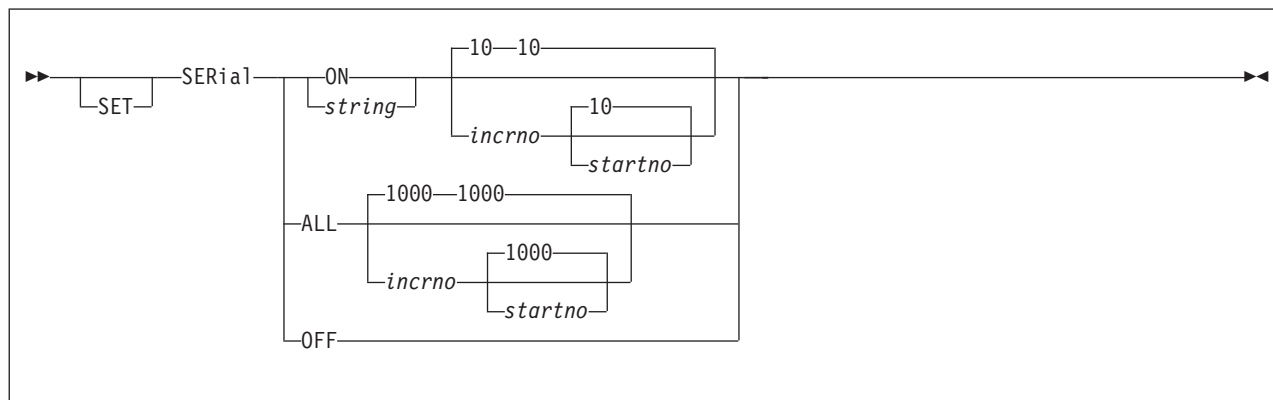 10 10
SERial ON
SET string 10
incrno
startno
1000 1000
ALL
1000
incrno
startno
OFF